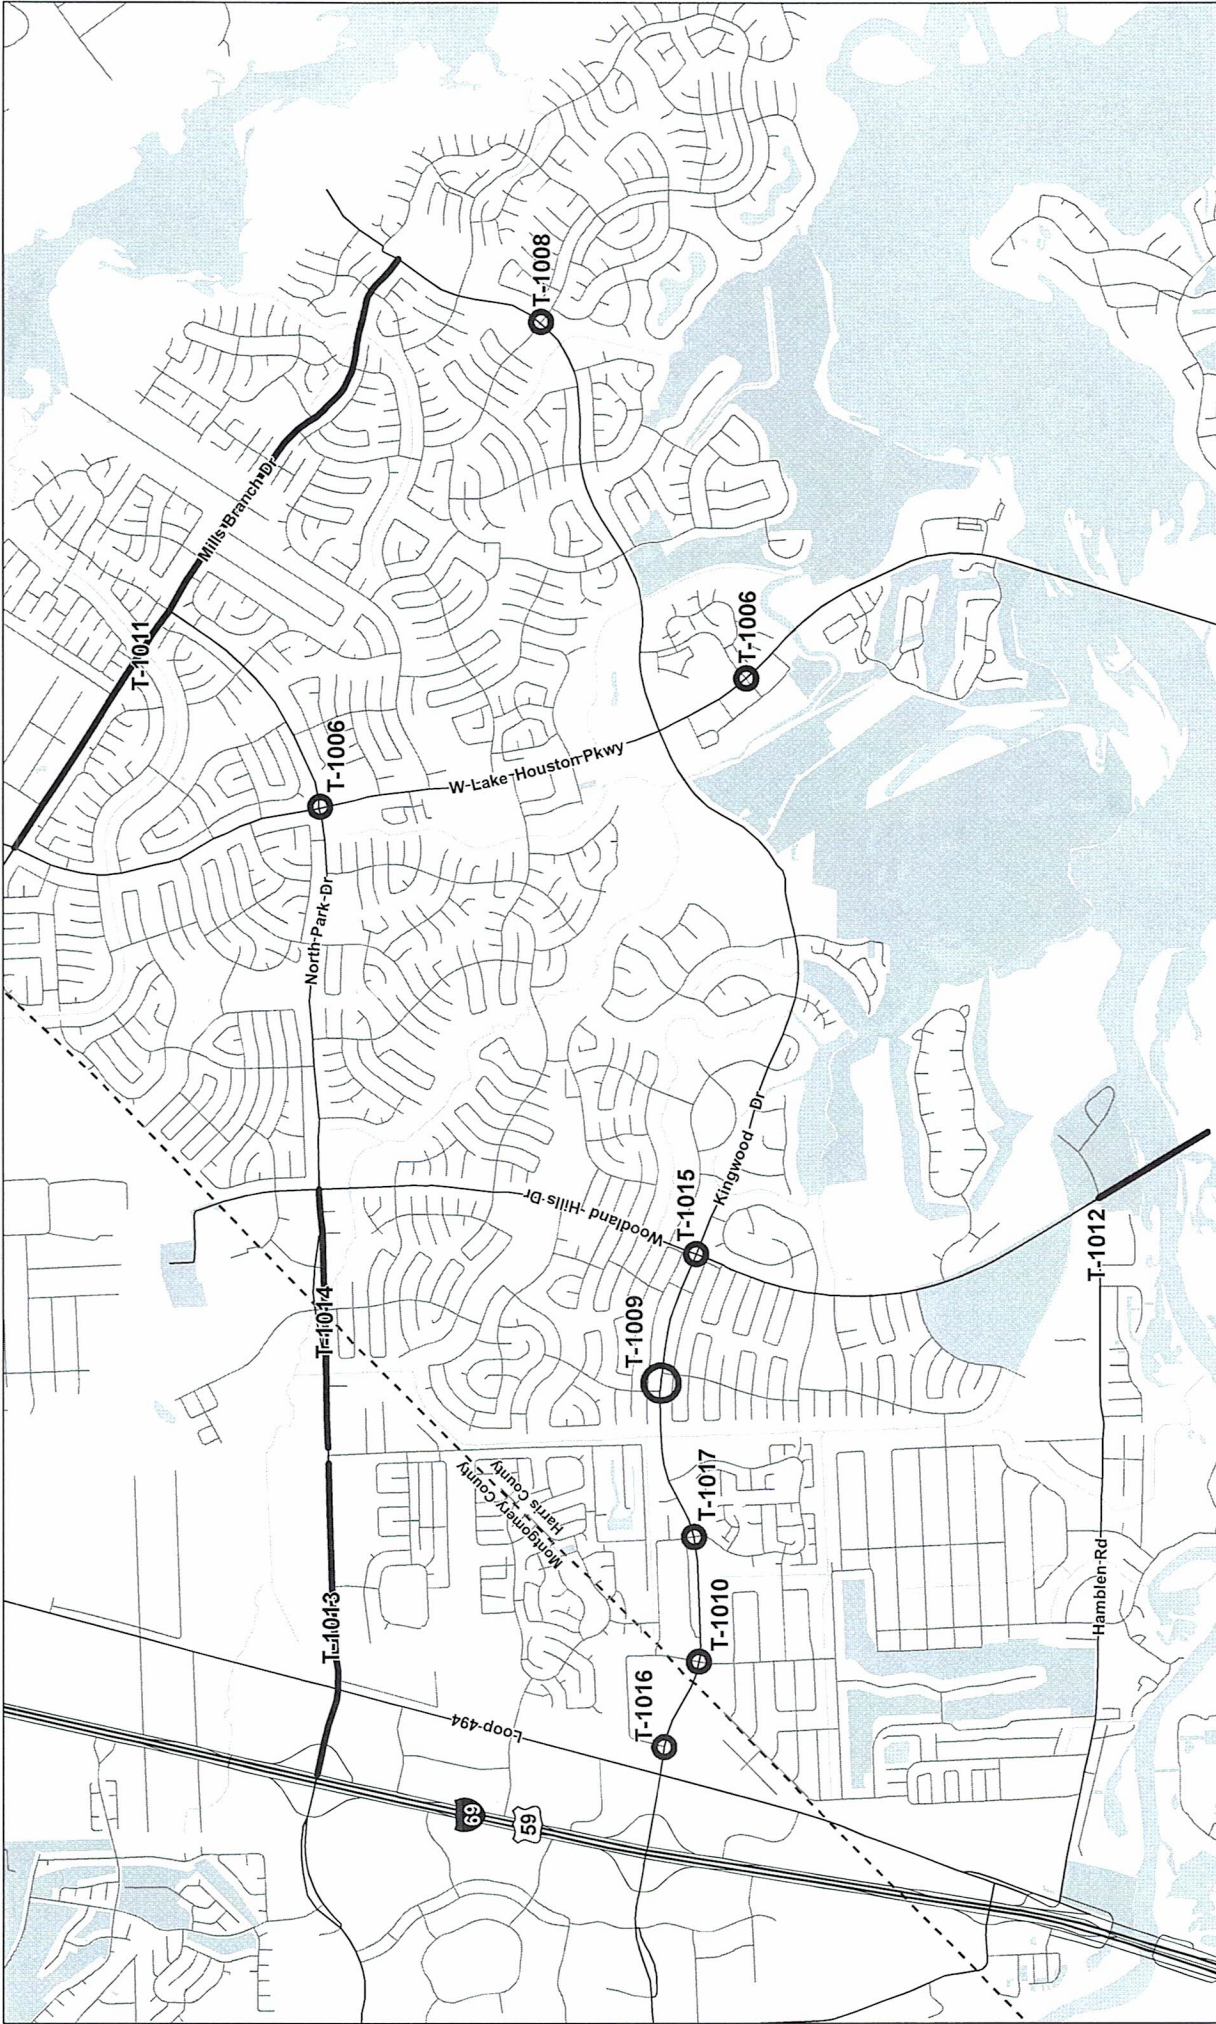 T-1011
Mills Branch Dr
T-1008
T-1006
W-Lake-Houston-Pkwy
T-1006
North-Park-Dr
Kingwood Dr
Woodland-Hills-Dr
T-1015
T-1012
T-1014
T-1009
T-1017
Montgomery County
Harris County
T-1013
T-1010
T-1016
Hamblen-Rd
Loop-494
69
59